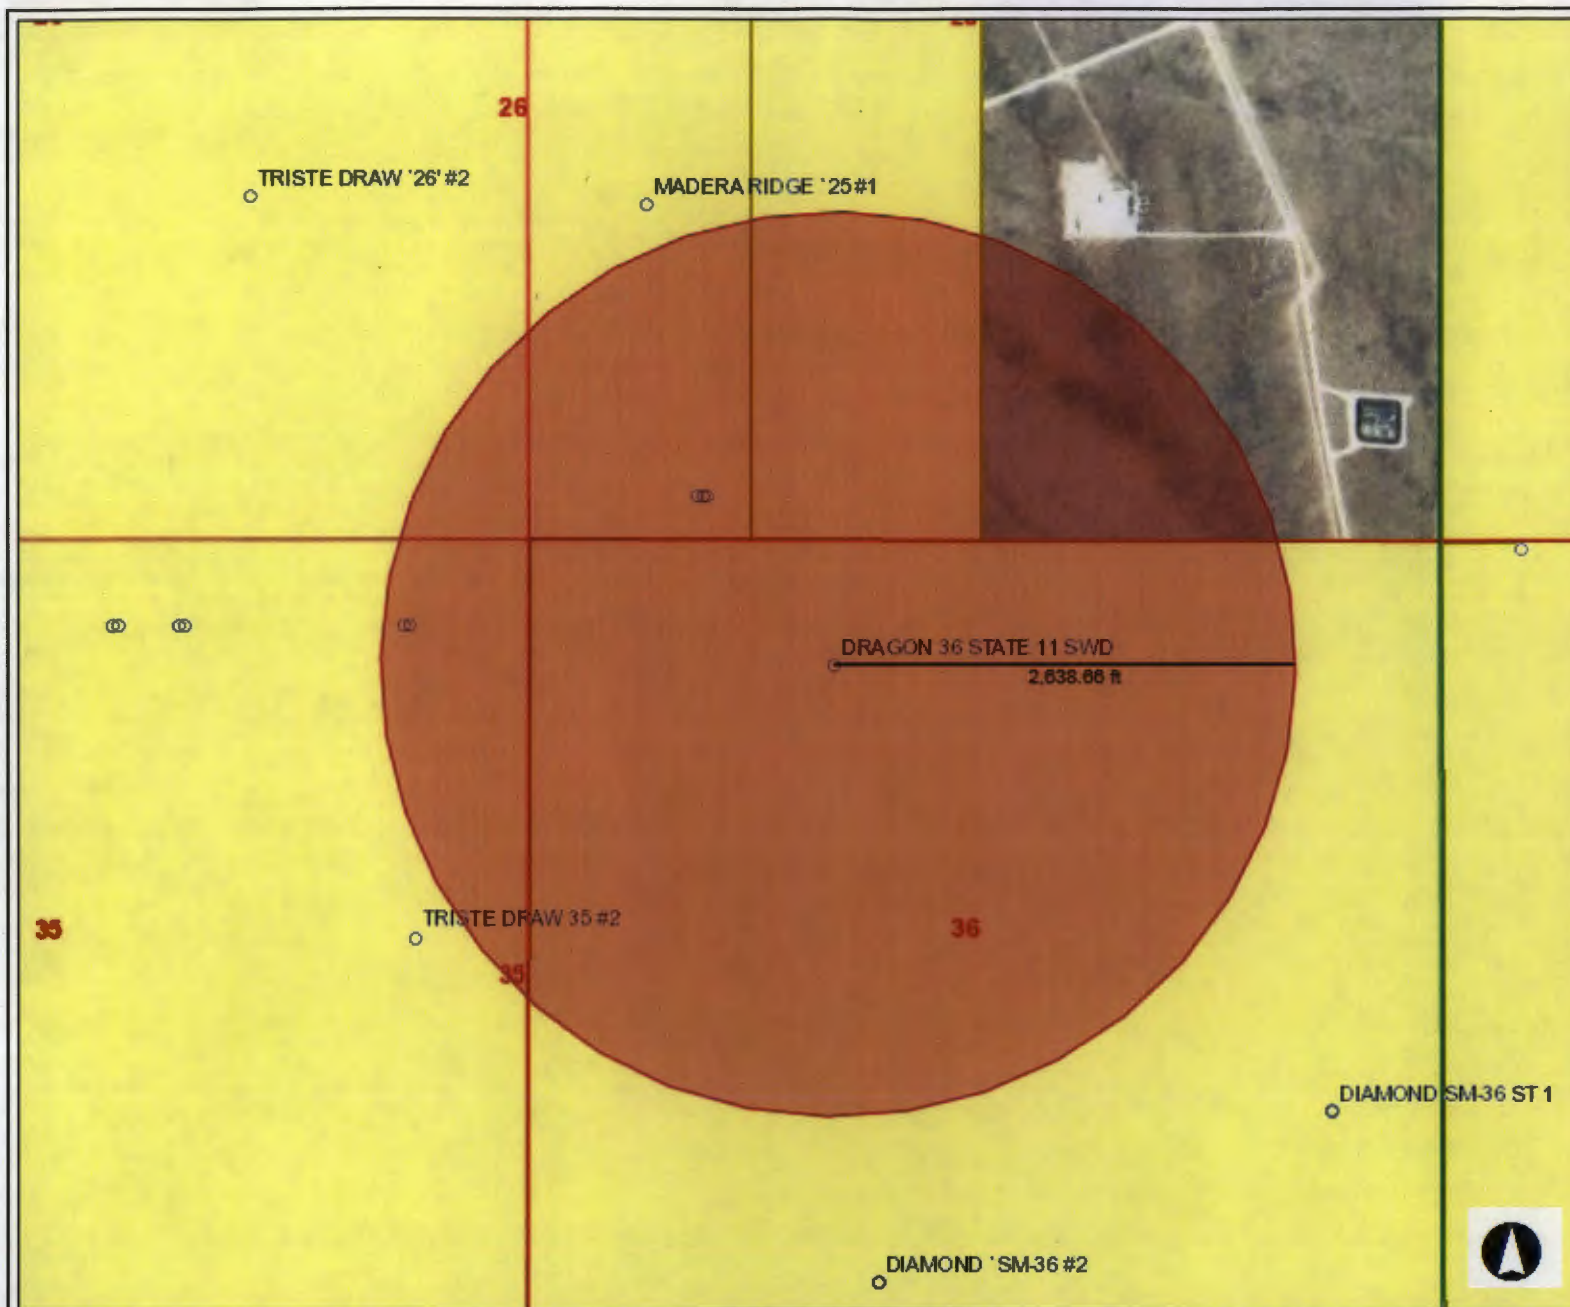 26
TRISTE DRAW '26' #2
MADERA RIDGE '25 #1
DRAGON 36 STATE 11 SWD
2,638.66 ft
TRISTE DRAW 35 #2
35
36
35
DIAMOND SM-36 ST 1
DIAMOND 'SM-36 #2